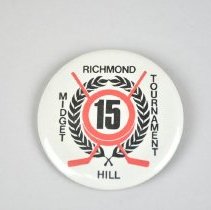 RICHMOND
MIDGET
15
TOURNAMENT
HILL